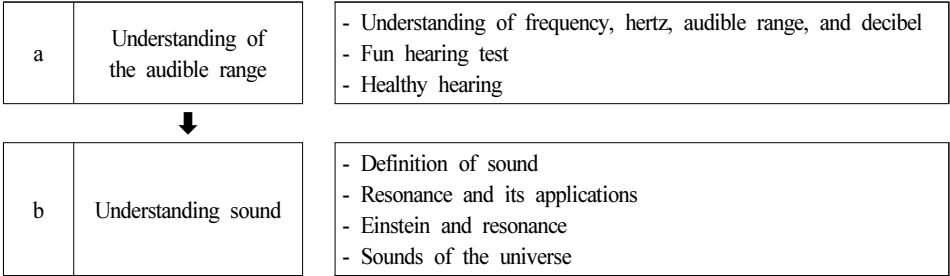 a
Understanding of
the audible range
- Understanding of frequency, hertz, audible range, and decibel
- Fun hearing test
- Healthy hearing
b
Understanding sound
- Definition of sound
- Resonance and its applications
- Einstein and resonance
- Sounds of the universe